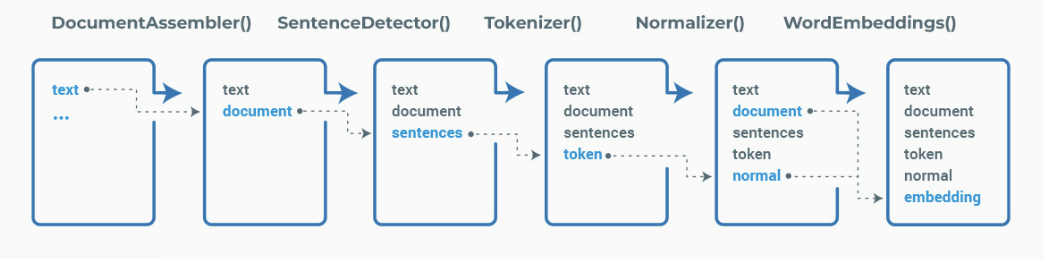 DocumentAssembler() SentenceDetector() Tokenizer() Normalizer() WordEmbeddings()
text
...
text
document
text
document
sentences
text
document
sentences
token
text
document
sentences
token
normal
text
document
sentences
token
normal
embedding